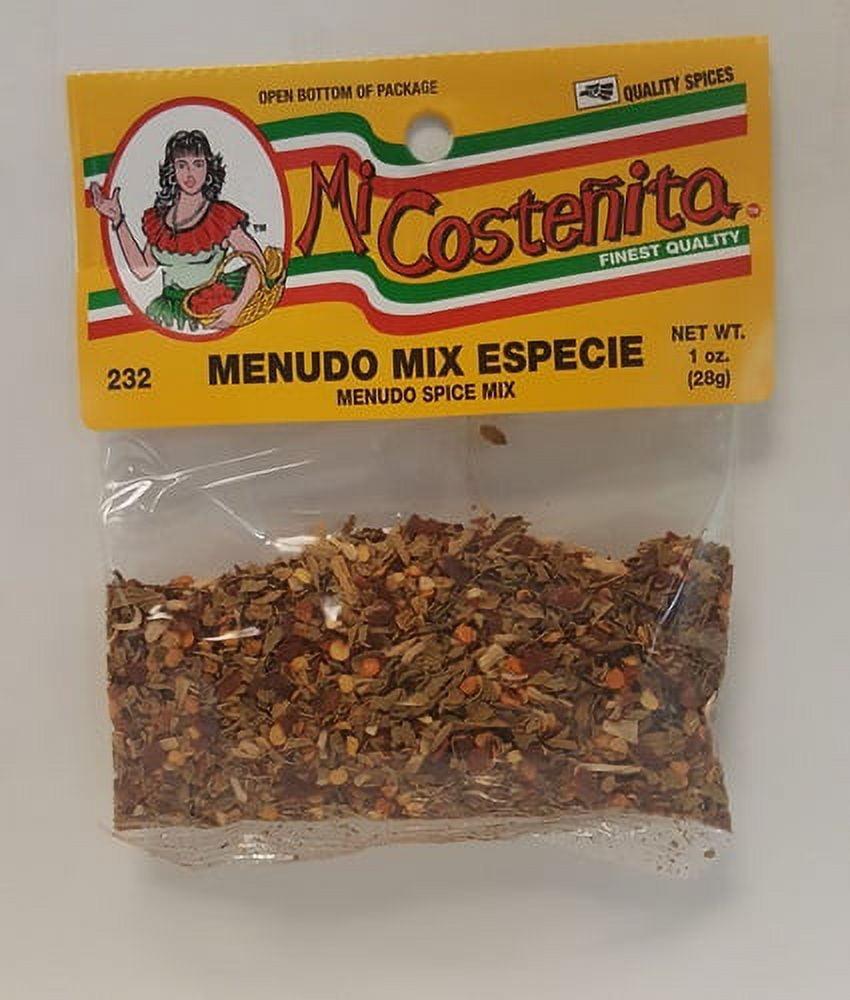 OPEN BOTTOM OF PACKAGE
QUALITY SPICES
Mi Costeñita™
FINEST QUALITY
™
232
MENUDO MIX ESPECIE
MENUDO SPICE MIX
NET WT.
1 oz.
(28g)